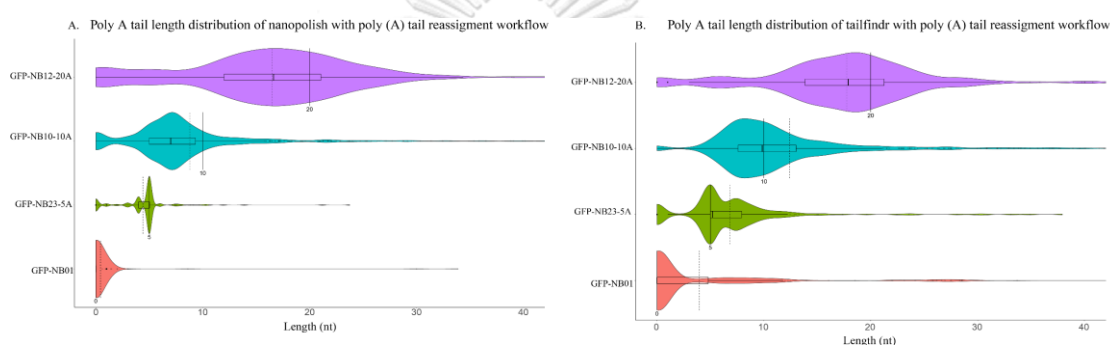 A. Poly A tail length distribution of nanopolish with poly (A) tail reassigment workflow
GFP-NB12-20A
20
GFP-NB10-10A
10
GFP-NB23-5A
5
GFP-NB01
0
0 10 20 30 40
Length (nt)
B. Poly A tail length distribution of tailfindr with poly (A) tail reassigment workflow
GFP-NB12-20A
20
GFP-NB10-10A
10
GFP-NB23-5A
5
GFP-NB01
0
0 10 20 30 40
Length (nt)